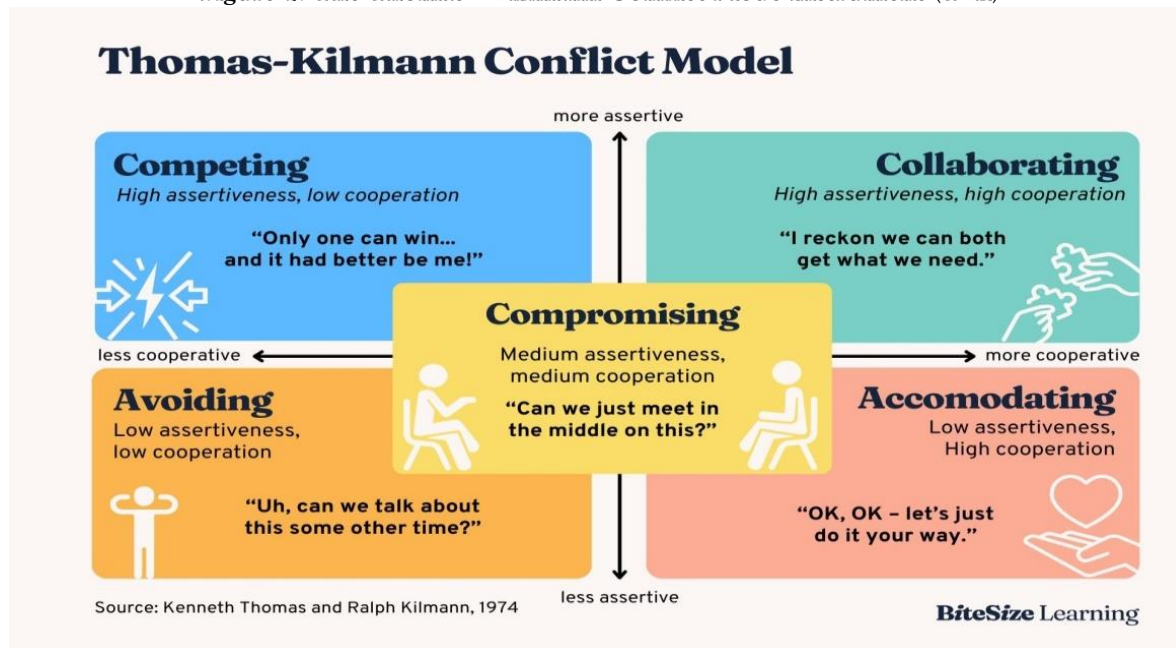 Thomas-Kilmann Conflict Model
more assertive
Competing
High assertiveness, low cooperation
“Only one can win...
and it had better be me!”
Collaborating
High assertiveness, high cooperation
“I reckon we can both
get what we need.”
less cooperative
more cooperative
Compromising
Medium assertiveness,
medium cooperation
“Can we just meet in
the middle on this?”
Avoiding
Low assertiveness,
low cooperation
“Uh, can we talk about
this some other time?”
Accomodating
Low assertiveness,
High cooperation
“OK, OK – let’s just
do it your way.”
less assertive
Source: Kenneth Thomas and Ralph Kilmann, 1974
BiteSize Learning